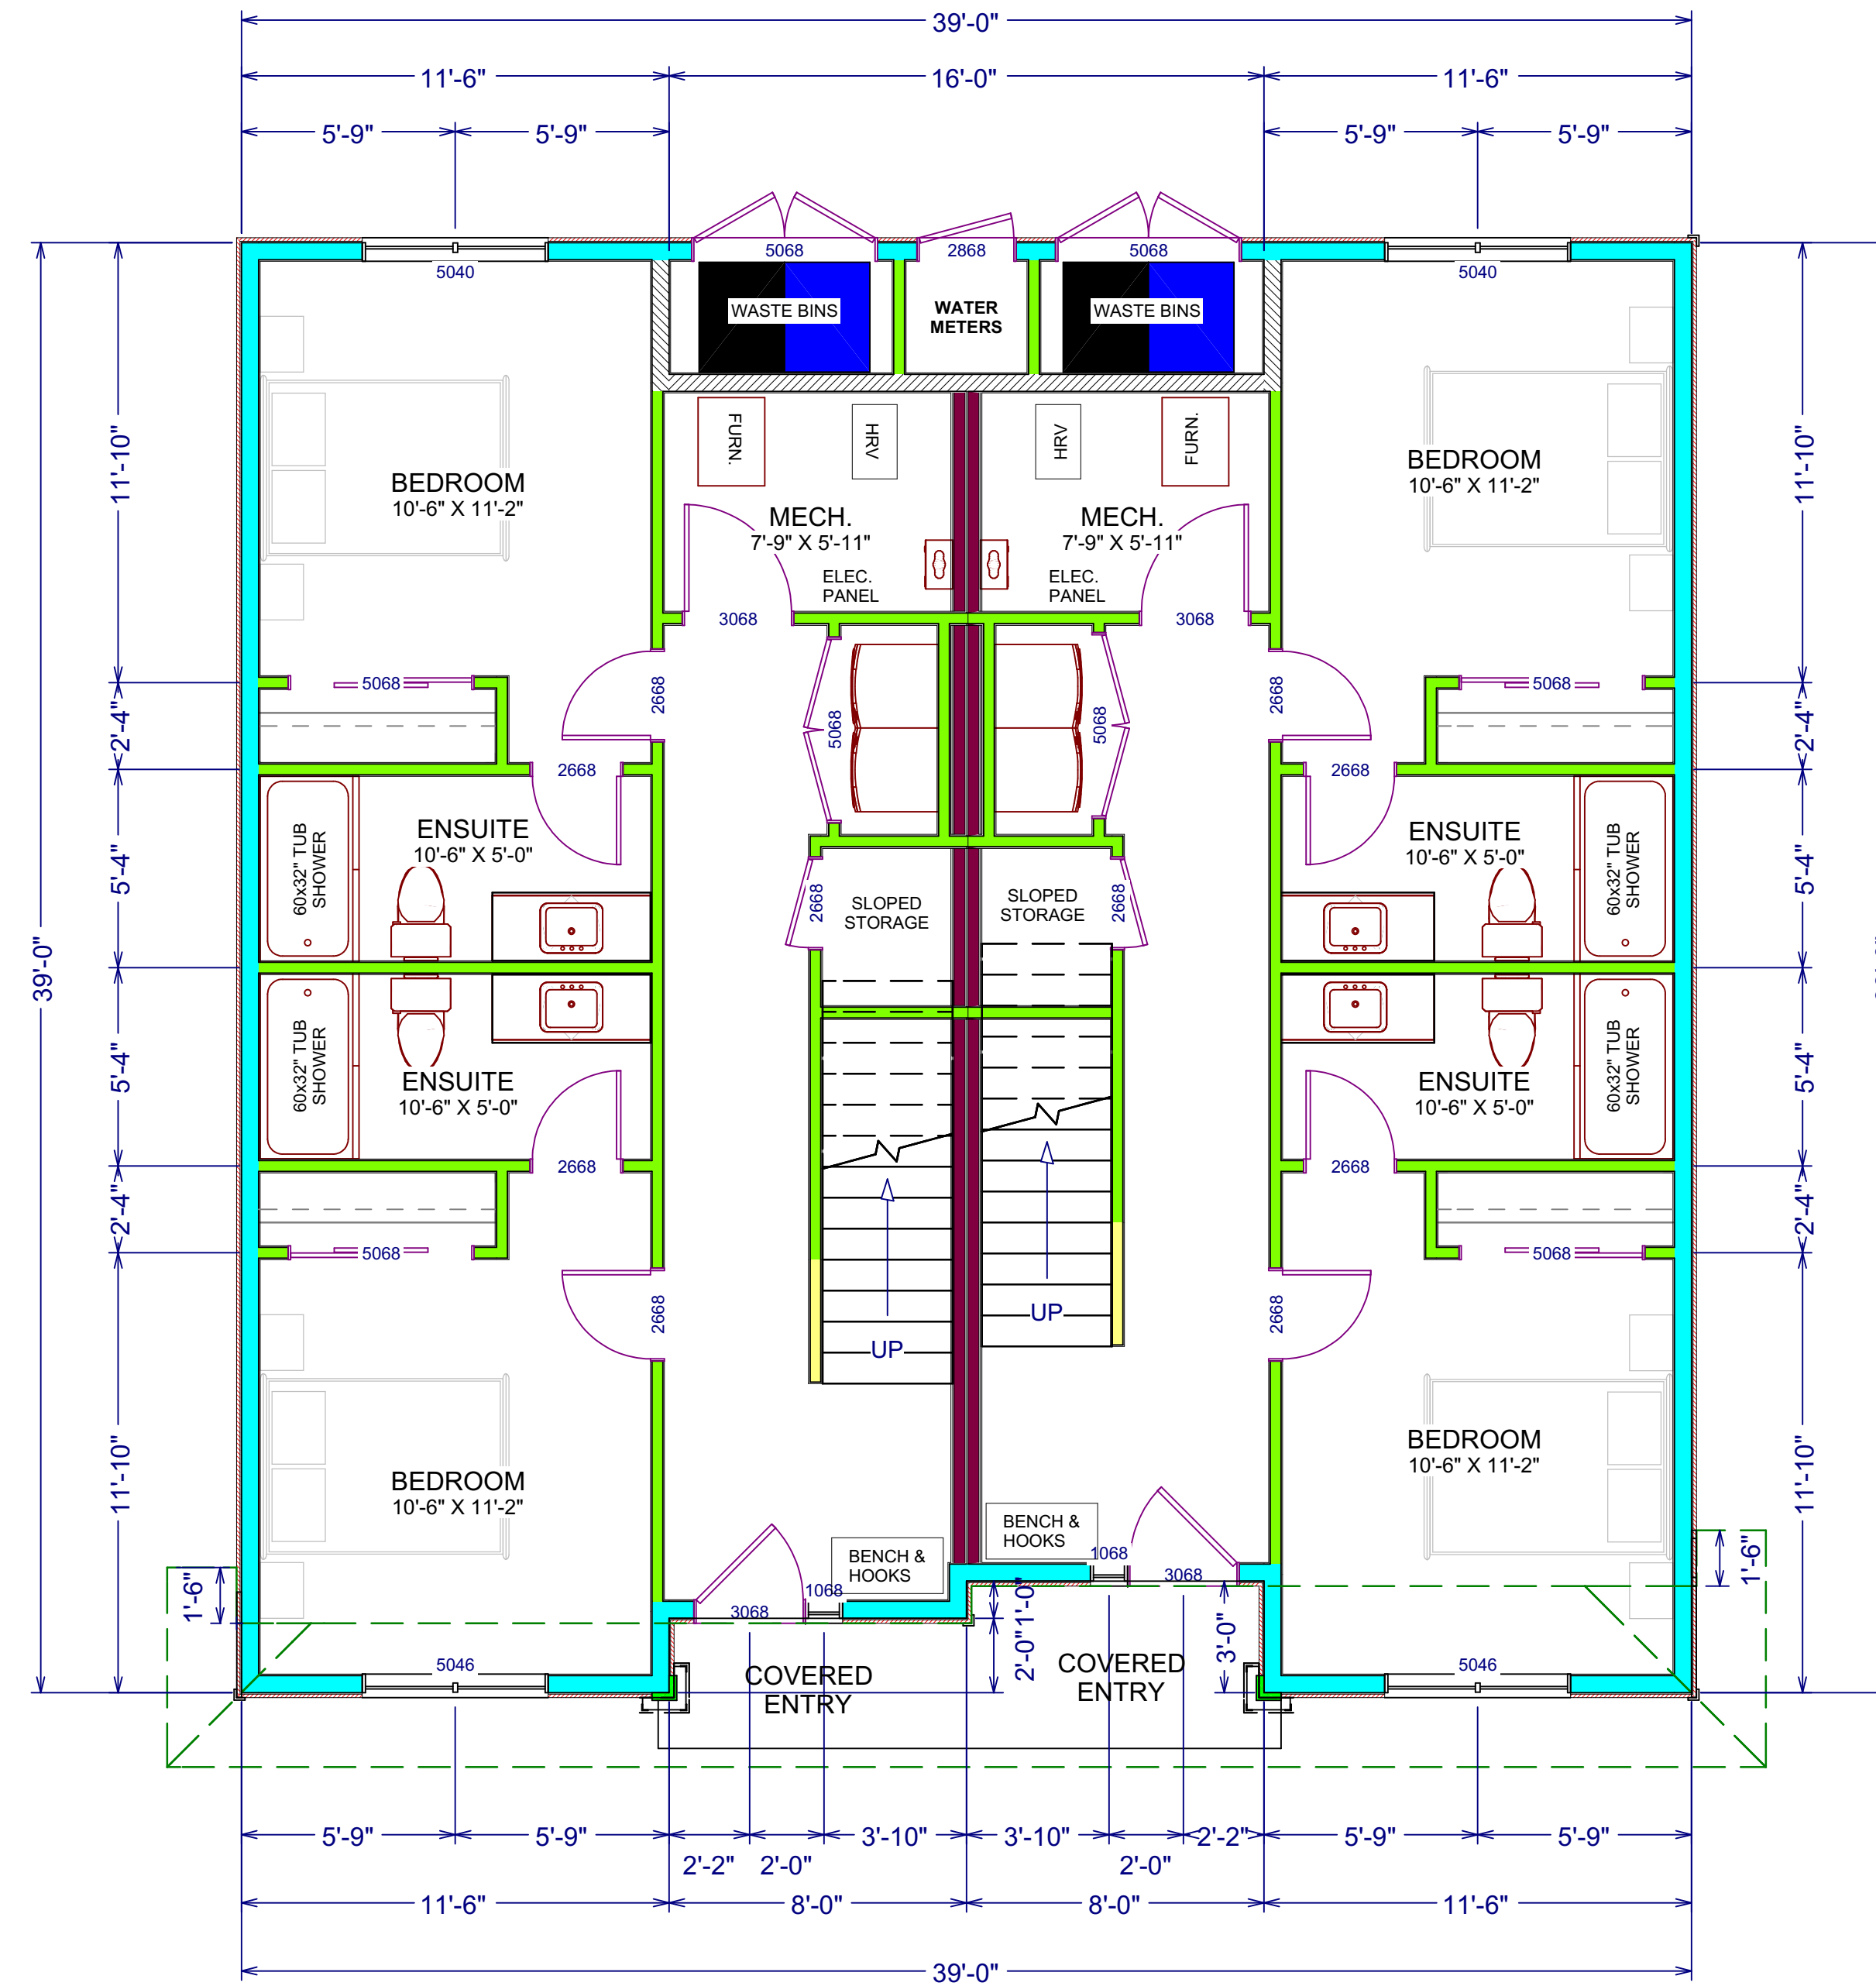 39'-0"
11'-6" 16'-0" 11'-6"
5'-9" 5'-9" 5'-9" 5'-9"
5040 5068 2868 5068 5040
WASTE BINS
WATER
METERS
WASTE BINS
FURN.
HRV
HRV
FURN.
BEDROOM
10'-6" X 11'-2"
MECH.
7'-9" X 5'-11"
ELEC.
PANEL
MECH.
7'-9" X 5'-11"
ELEC.
PANEL
BEDROOM
10'-6" X 11'-2"
11'-10"
11'-10"
3068 3068
5068
2668
5068
5068
2668
5068
2'-4"
2'-4"
2668
2668
60x32" TUB
SHOWER
ENSUITE
10'-6" X 5'-0"
2668
SLOPED
STORAGE
SLOPED
STORAGE
2668
ENSUITE
10'-6" X 5'-0"
60x32" TUB
SHOWER
5'-4"
5'-4"
39'-0"
60x32" TUB
SHOWER
ENSUITE
10'-6" X 5'-0"
ENSUITE
10'-6" X 5'-0"
60x32" TUB
SHOWER
5'-4"
5'-4"
2668
2668
2'-4"
2'-4"
5068
2668
UP
UP
2668
5068
BEDROOM
10'-6" X 11'-2"
BEDROOM
10'-6" X 11'-2"
11'-10"
11'-10"
BENCH &
HOOKS
BENCH &
HOOKS
1068
3068
1068
3068
1'-6"
1'-6"
1'-0"
2'-0"
3'-0"
5046
COVERED
ENTRY
COVERED
ENTRY
5046
5'-9" 5'-9" 3'-10" 3'-10" 2'-2" 5'-9" 5'-9"
2'-2" 2'-0" 2'-0"
11'-6" 8'-0" 8'-0" 11'-6"
39'-0"